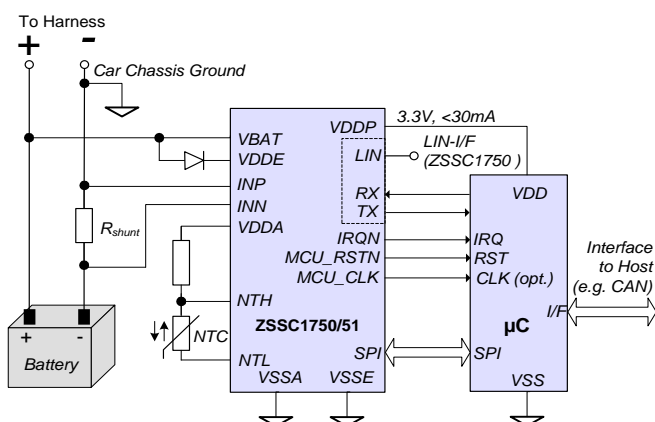 To Harness
+ -
Car Chassis Ground
3.3V, <30mA
VDDP
VBAT
LIN
LIN-I/F
(ZSSC1750 )
VDDE
INP
RX
VDD
INN
TX
Rshunt
VDDA
IRQN
IRQ
Interface
to Host
(e.g. CAN)
MCU_RSTN
RST
MCU_CLK
CLK (opt.)
NTH
I/F
ZSSC1750/51
µC
NTC
+ -
Battery
NTL
SPI
SPI
VSSA
VSSE
VSS